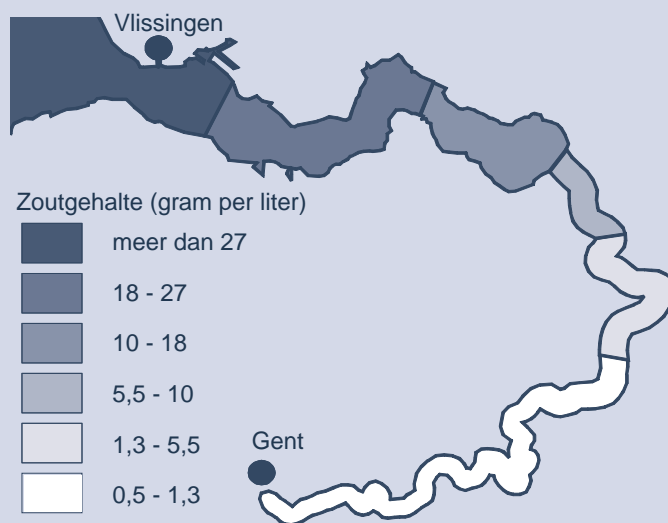 Vlissingen
Zoutgehalte (gram per liter)
meer dan 27
18 - 27
10 - 18
5,5 - 10
1,3 - 5,5
0,5 - 1,3
Gent